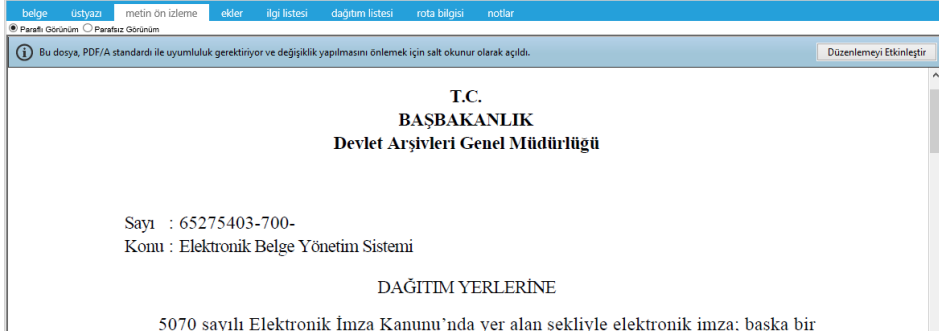 belge üstyazı metin ön izleme ekler ilgi listesi dağıtım listesi rota bilgisi notlar
Paraflı Görünüm Parafsız Görünüm
Bu dosya, PDF/A standardı ile uyumluluk gerektiriyor ve değişiklik yapılmasını önlemek için salt okunur olarak açıldı. Düzenlemeyi Etkinleştir
T.C.
BAŞBAKANLIK
Devlet Arşivleri Genel Müdürlüğü
Sayı : 65275403-700-
Konu : Elektronik Belge Yönetim Sistemi
DAĞITIM YERLERİNE
5070 sayılı Elektronik İmza Kanunu’nda yer alan şekliyle elektronik imza; başka bir